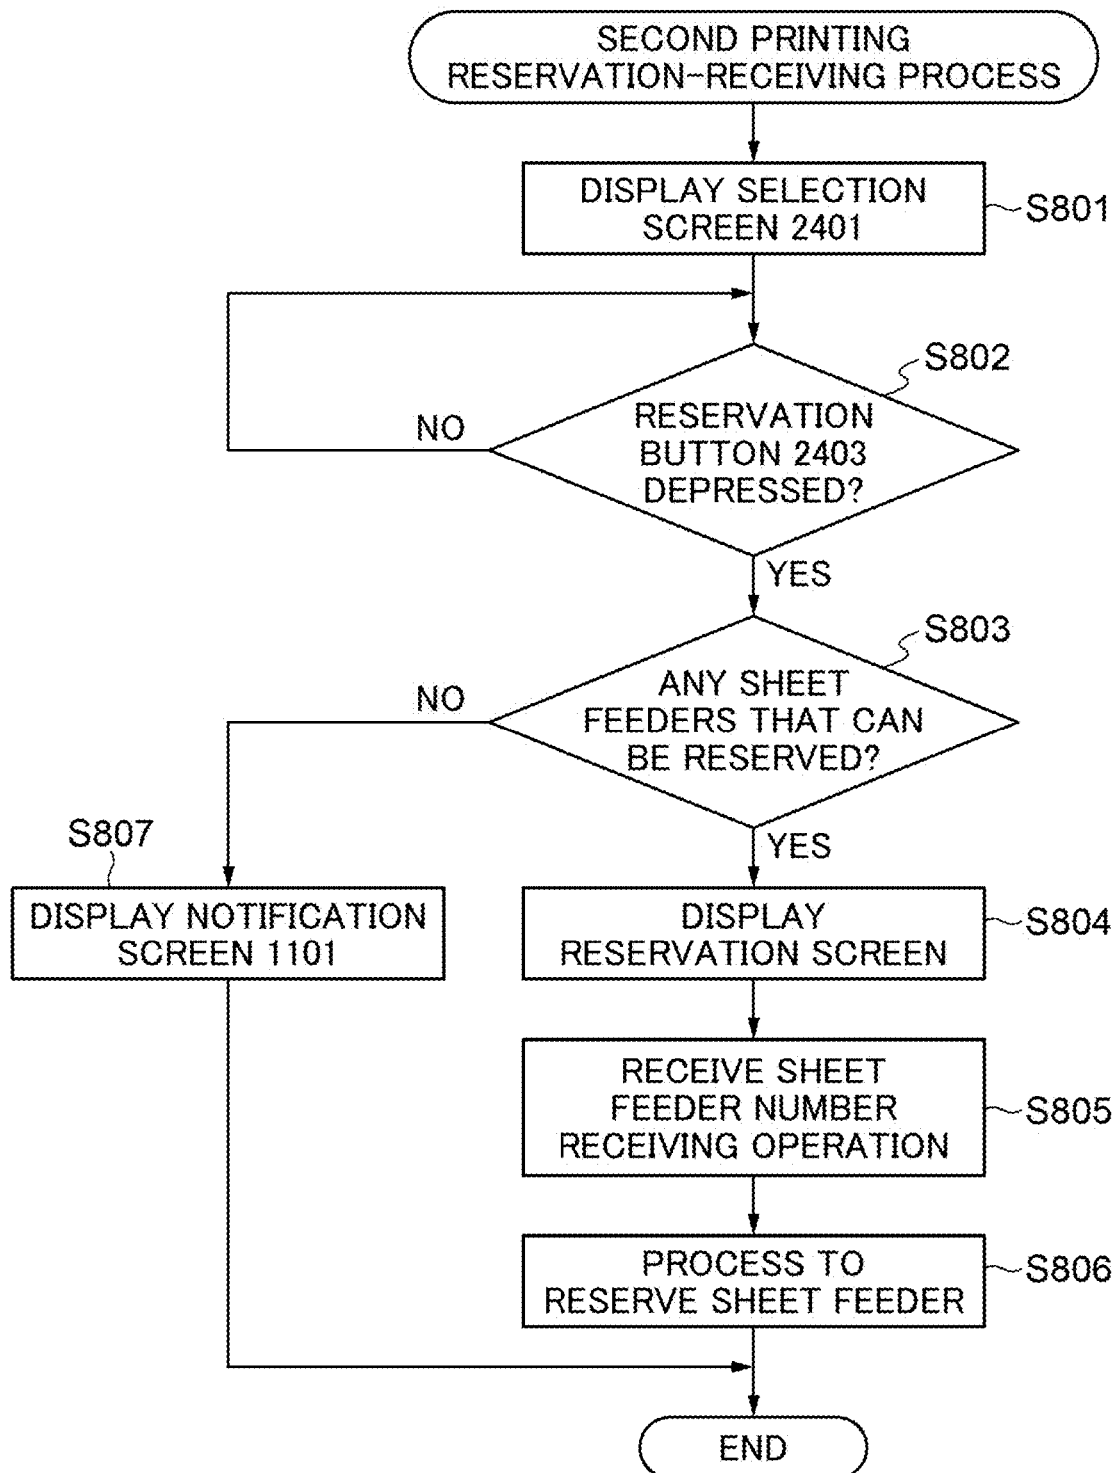 SECOND PRINTING
RESERVATION-RECEIVING PROCESS
DISPLAY SELECTION
SCREEN 2401
S801
S802
RESERVATION
BUTTON 2403
DEPRESSED?
NO
YES
S803
ANY SHEET
FEEDERS THAT CAN
BE RESERVED?
NO
YES
S807
DISPLAY NOTIFICATION
SCREEN 1101
DISPLAY
RESERVATION SCREEN
S804
RECEIVE SHEET
FEEDER NUMBER
RECEIVING OPERATION
S805
PROCESS TO
RESERVE SHEET FEEDER
S806
END